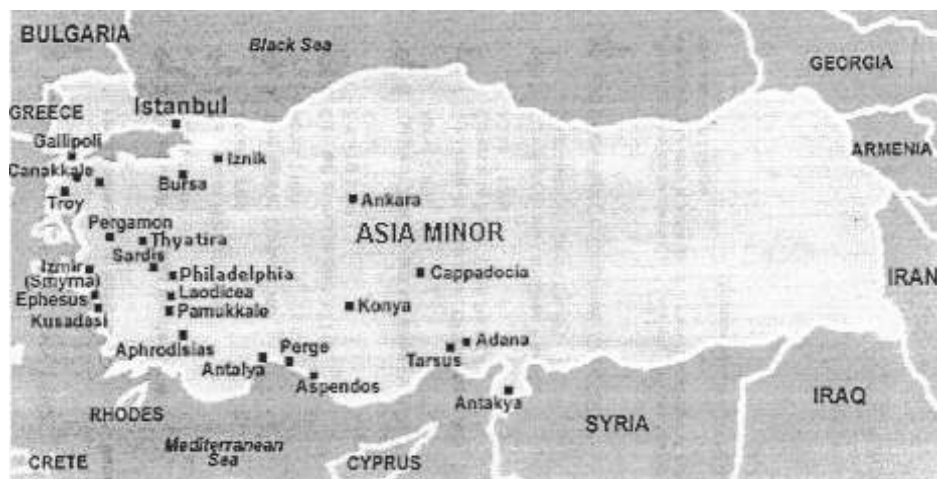 BULGARIA
Black Sea
GEORGIA
GREECE
Istanbul
Gallipoli
ARMENIA
Iznik
Canakkale
Bursa
Troy
Ankara
Pergamon
ASIA MINOR
Thyatira
Sardis
Izmir
(Smyrna)
Philadelphia
Cappadocia
IRAN
Ephesus
Laodicea
Kusadasi
Pamukkale
Konya
Aphrodisias
Perge
Adana
Antalya
Tarsus
Aspendos
Antakya
IRAQ
RHODES
SYRIA
Mediterranean
Sea
CRETE
CYPRUS